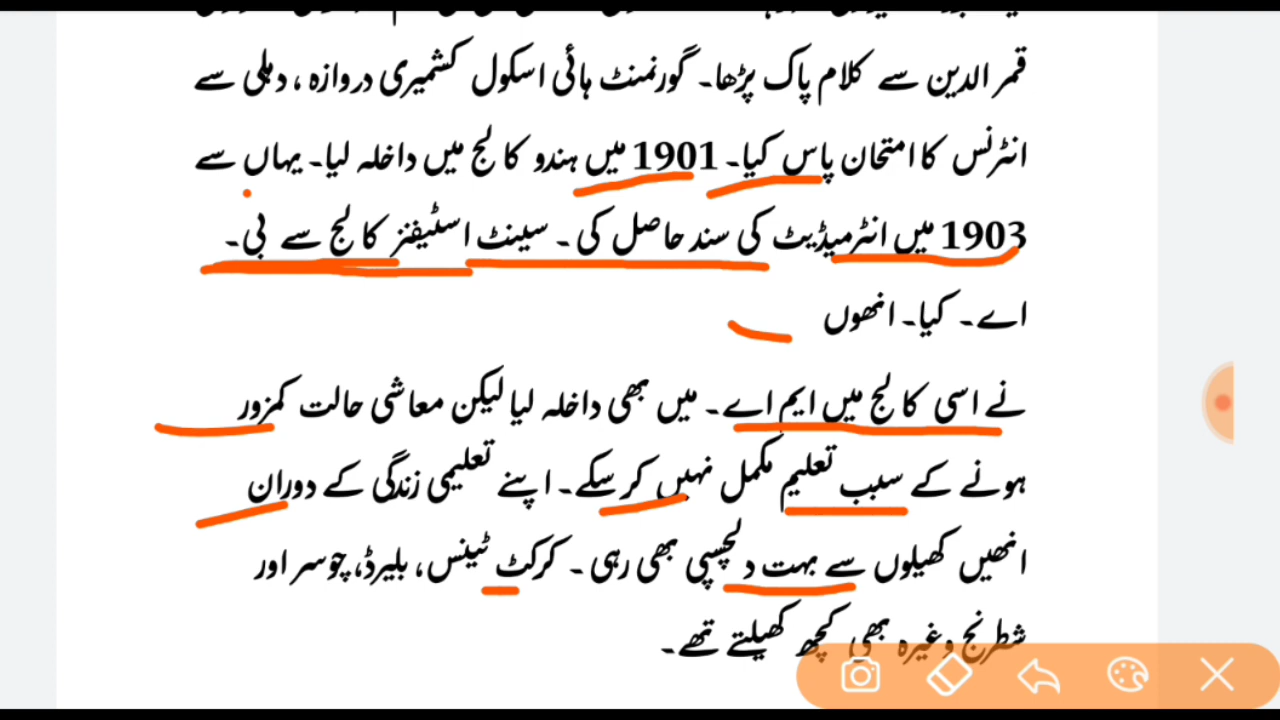 قمر الدین سے کلام پاک پڑھا۔ گورنمنٹ ہائی اسکول کشمیری دروازہ ، دہلی سے
انٹرنس کا امتحان پاس کیا۔ 1901 میں ہندو کالج میں داخلہ لیا۔ یہاں سے
1903 میں انٹرمیڈیٹ کی سند حاصل کی ۔ سینٹ اسٹیفنز کالج سے بی۔
اے۔ کیا۔ انھوں
نے اسی کالج میں ایم اے۔ میں بھی داخلہ لیا لیکن معاشی حالت کمزور
ہونے کے سبب تعلیم مکمل نہیں کر سکے۔ اپنے تعلیمی زندگی کے دوران
انھیں کھیلوں سے بہت دلچسپی بھی رہی ۔ کرکٹ ٹینس، بلیرڈ، چوسر اور
شطرنج وغیرہ بھی کچھ کھیلتے تھے۔